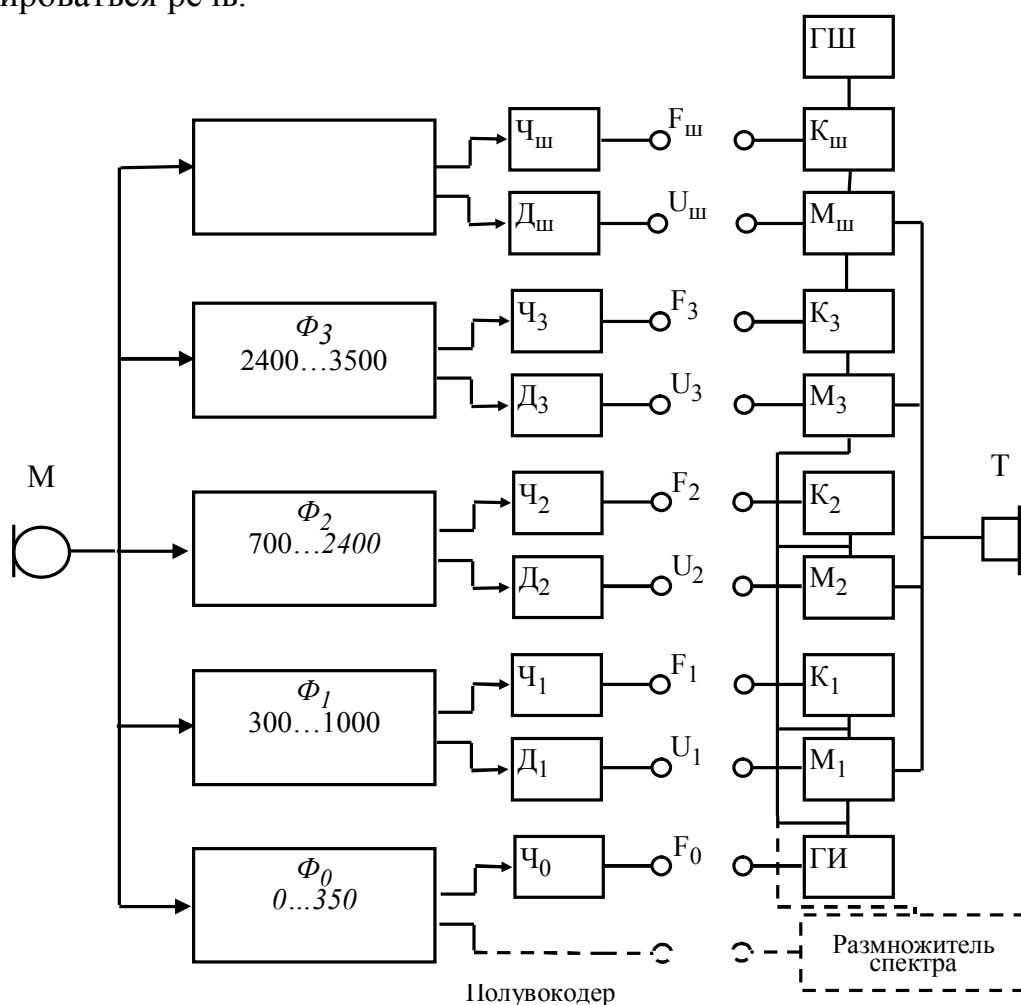 ироваться речь.
ГШ
Чш
Fш
Кш
Дш
Uш
Мш
Ф3
2400…3500
Ч3
F3
К3
Д3
U3
М3
М
Т
Ф2
700…2400
Ч2
F2
К2
Д2
U2
М2
Ф1
300…1000
Ч1
F1
К1
Д1
U1
М1
Ф0
0…350
Ч0
F0
ГИ
Размножитель
спектра
Полувокодер